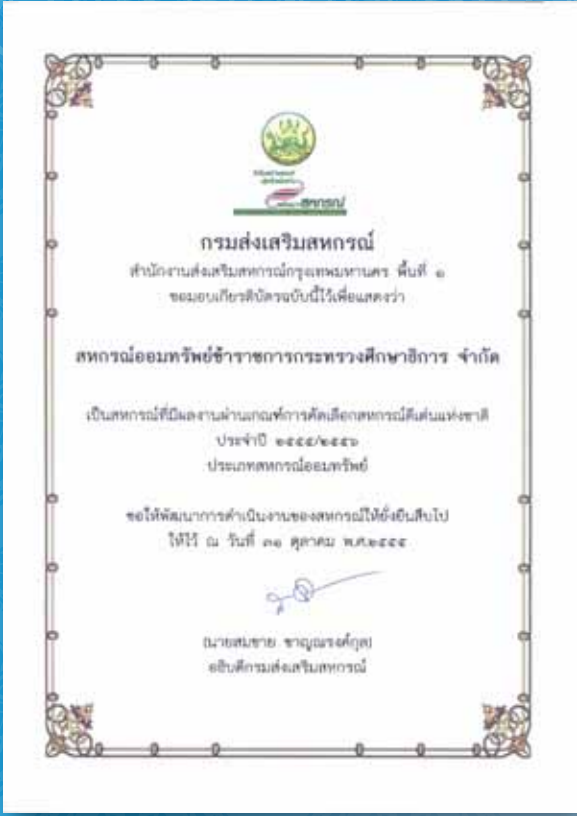 สหกรณ์
กรมส่งเสริมสหกรณ์
สำนักงานส่งเสริมสหกรณ์กรุงเทพมหานคร พื้นที่ ๑
ขอมอบเกียรติบัตรฉบับนี้ไว้เพื่อแสดงว่า
สหกรณ์ออมทรัพย์ข้าราชการกระทรวงศึกษาธิการ จำกัด
เป็นสหกรณ์ที่มีผลงานผ่านเกณฑ์การคัดเลือกสหกรณ์ดีเด่นแห่งชาติ
ประจำปี ๒๕๕๕/๒๕๕๖
ประเภทสหกรณ์ออมทรัพย์
ขอให้พัฒนาการดำเนินงานของสหกรณ์ให้ยั่งยืนสืบไป
ให้ไว้ ณ วันที่ ๓๑ ตุลาคม พ.ศ.๒๕๕๕
(นายสมชาย ชาญณรงค์กุล)
อธิบดีกรมส่งเสริมสหกรณ์